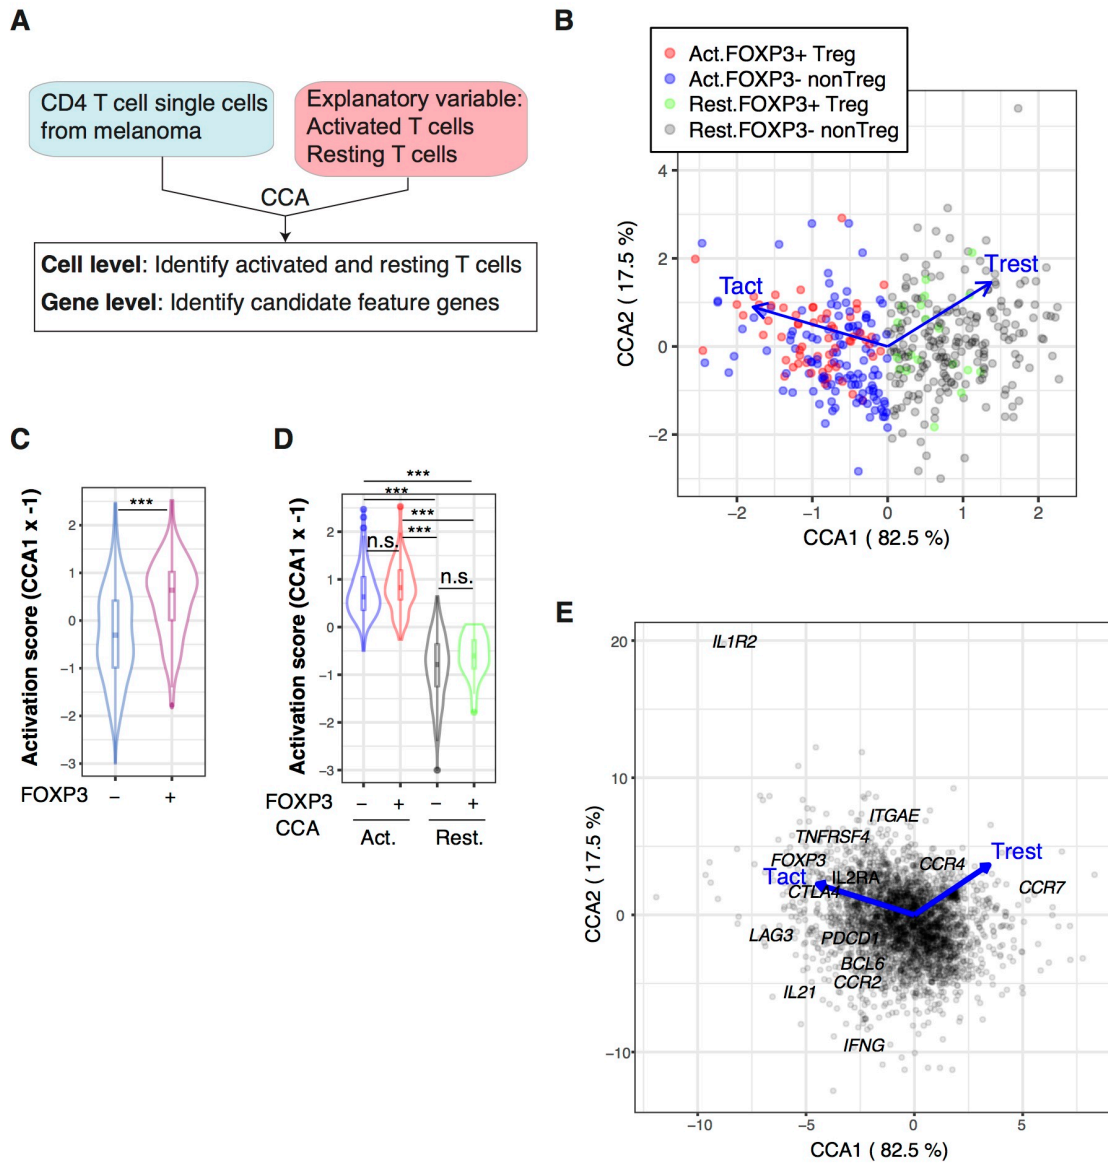 A
CD4 T cell single cells
from melanoma
Explanatory variable:
Activated T cells
Resting T cells
CCA
Cell level: Identify activated and resting T cells
Gene level: Identify candidate feature genes
B
Act.FOXP3+ Treg
Act.FOXP3- nonTreg
Rest.FOXP3+ Treg
Rest.FOXP3- nonTreg
4
2
0
−2
CCA2 ( 17.5 %)
Tact
Trest
−2 −1 0 1 2
CCA1 ( 82.5 %)
C
Activation score (CCA1 x -1)
***
2
1
0
−1
−2
−3
FOXP3 − +
D
Activation score (CCA1 x -1)
***
***
***
***
n.s.
n.s.
2
1
0
−1
−2
−3
FOXP3 − + − +
CCA
Act. Rest.
E
20
10
0
−10
CCA2 ( 17.5 %)
IL1R2
ITGAE
TNFRSF4
FOXP3
CCR4
Trest
Tact
IL2RA
CTLA4
CCR7
LAG3
PDCD1
BCL6
CCR2
IL21
IFNG
−10 −5 0 5
CCA1 ( 82.5 %)